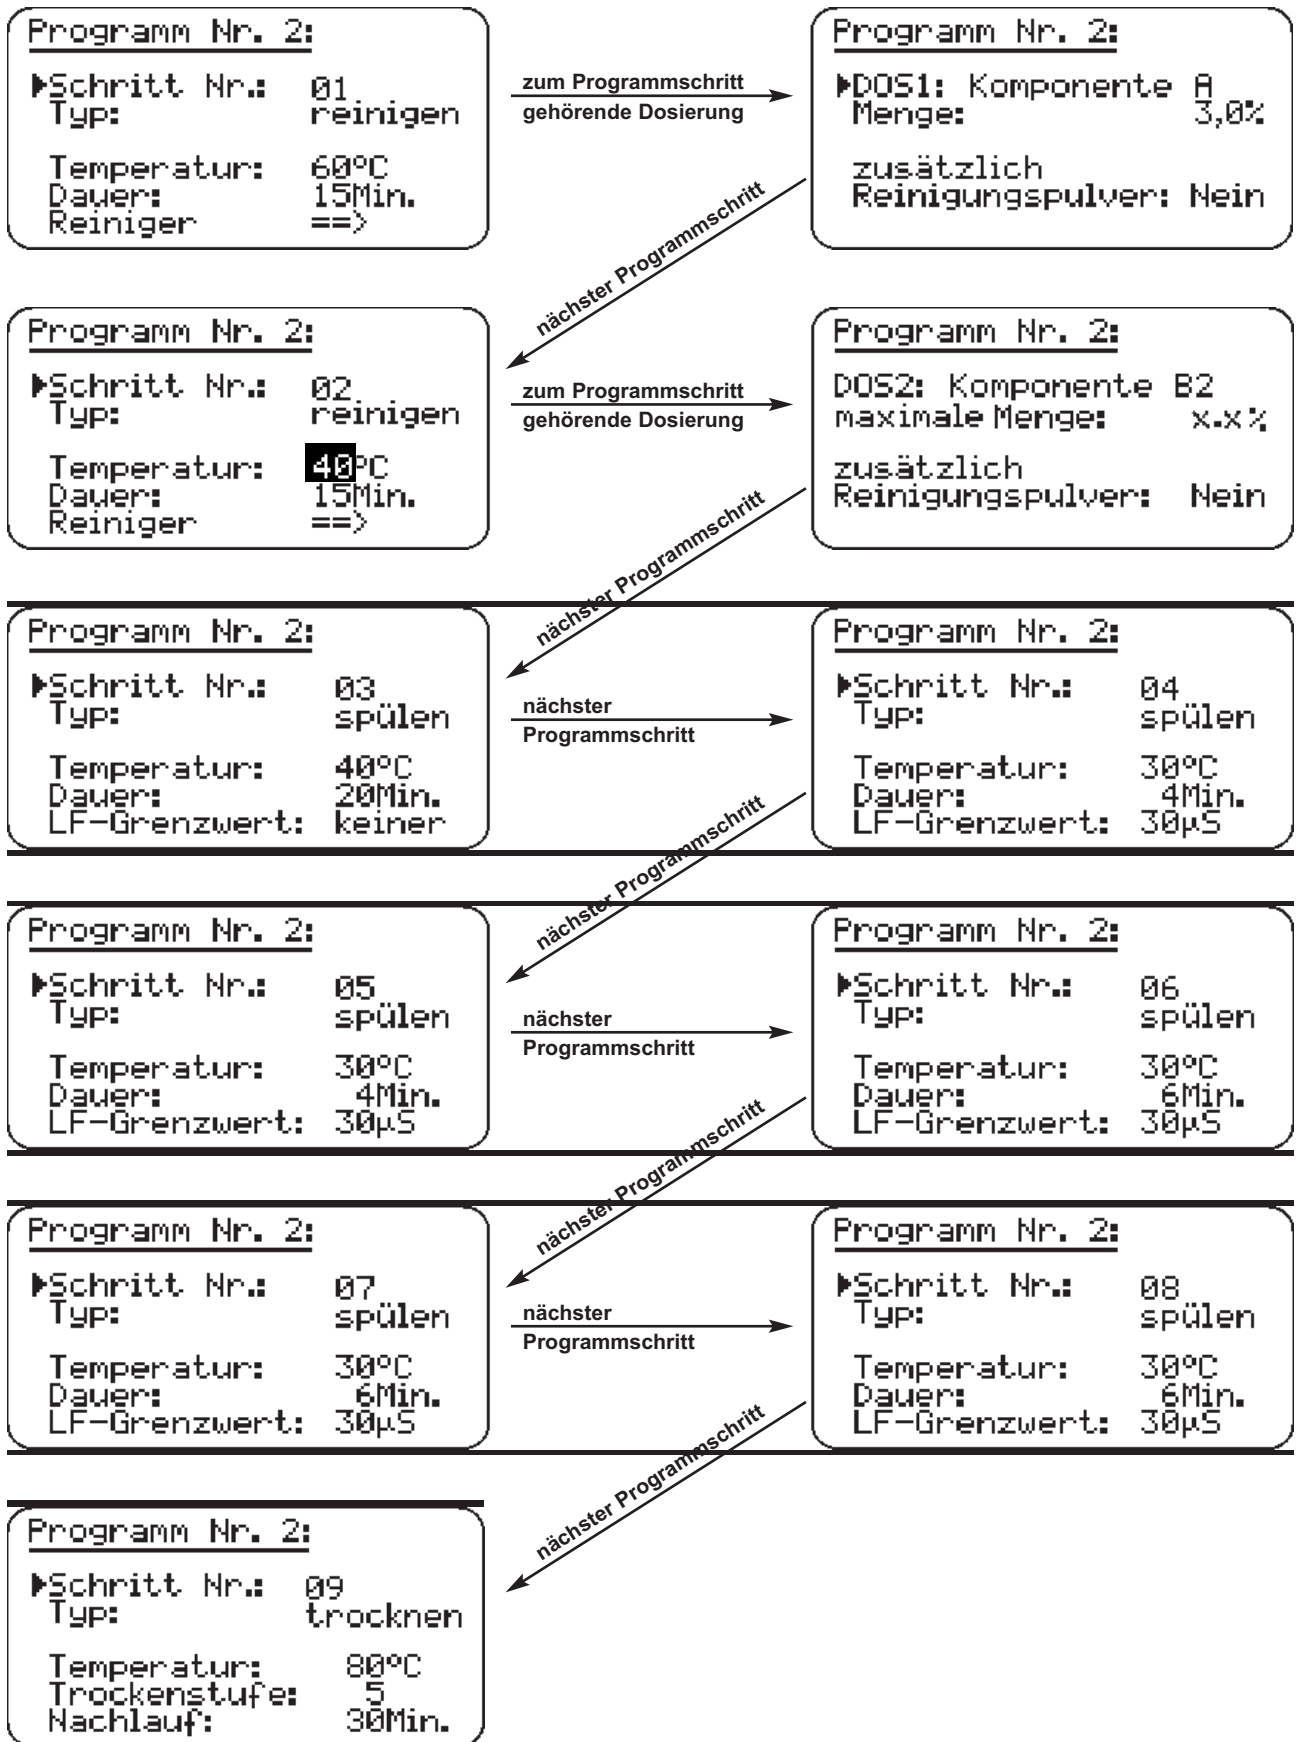 Programm Nr. 2:
▶Schritt Nr.: 01
Typ: reinigen
Temperatur: 60°C
Dauer: 15Min.
Reiniger ==>
zum Programmschritt
gehörende Dosierung
Programm Nr. 2:
▶DOS1: Komponente A
Menge: 3,0%
zusätzlich
Reinigungspulver: Nein
nächster Programmschritt
Programm Nr. 2:
▶Schritt Nr.: 02
Typ: reinigen
Temperatur: 40°C
Dauer: 15Min.
Reiniger ==>
zum Programmschritt
gehörende Dosierung
Programm Nr. 2:
DOS2: Komponente B2
maximale Menge: x.x%
zusätzlich
Reinigungspulver: Nein
nächster Programmschritt
Programm Nr. 2:
▶Schritt Nr.: 03
Typ: spülen
Temperatur: 40°C
Dauer: 20Min.
LF-Grenzwert: keiner
nächster
Programmschritt
Programm Nr. 2:
▶Schritt Nr.: 04
Typ: spülen
Temperatur: 30°C
Dauer: 4Min.
LF-Grenzwert: 30µS
nächster Programmschritt
Programm Nr. 2:
▶Schritt Nr.: 05
Typ: spülen
Temperatur: 30°C
Dauer: 4Min.
LF-Grenzwert: 30µS
nächster
Programmschritt
Programm Nr. 2:
▶Schritt Nr.: 06
Typ: spülen
Temperatur: 30°C
Dauer: 6Min.
LF-Grenzwert: 30µS
nächster Programmschritt
Programm Nr. 2:
▶Schritt Nr.: 07
Typ: spülen
Temperatur: 30°C
Dauer: 6Min.
LF-Grenzwert: 30µS
nächster
Programmschritt
Programm Nr. 2:
▶Schritt Nr.: 08
Typ: spülen
Temperatur: 30°C
Dauer: 6Min.
LF-Grenzwert: 30µS
nächster Programmschritt
Programm Nr. 2:
▶Schritt Nr.: 09
Typ: trocknen
Temperatur: 80°C
Trockenstufe: 5
Nachlauf: 30Min.